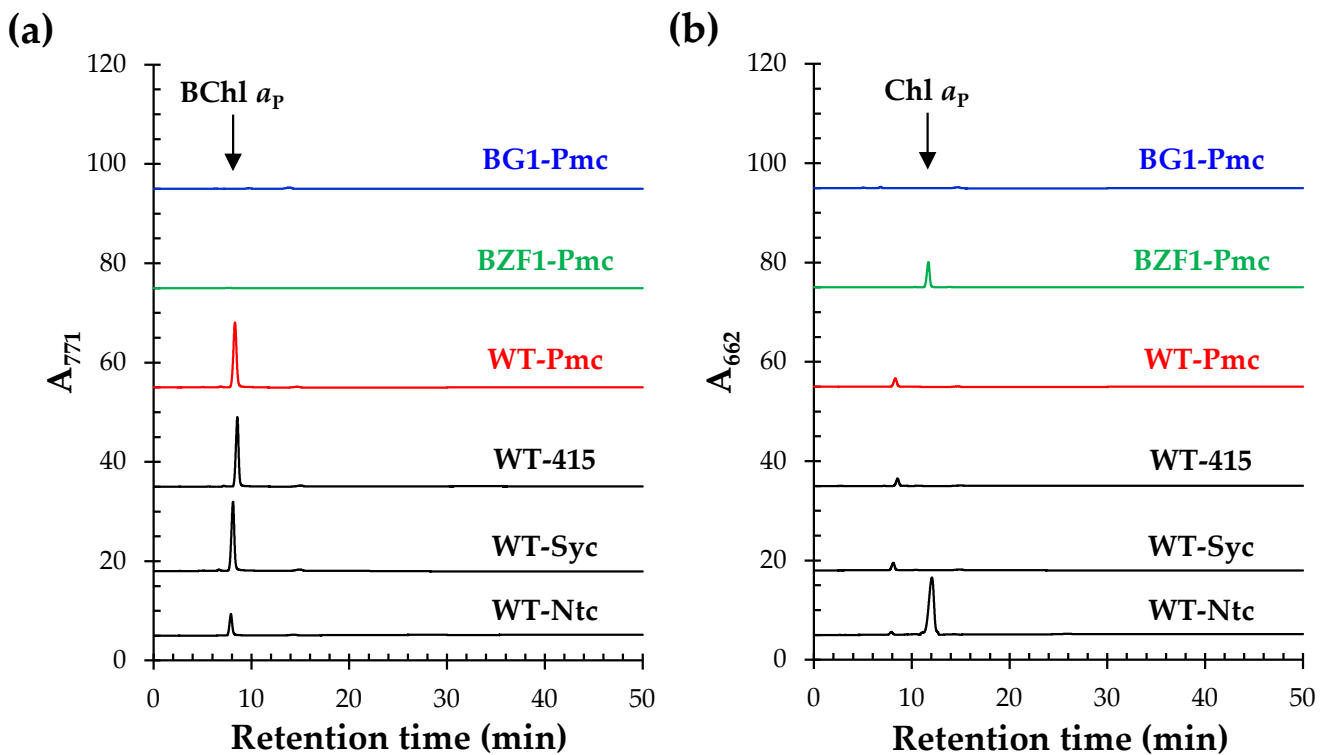 (a)
120
100
80
60
40
20
0
A771
BChl aP
BG1-Pmc
BZF1-Pmc
WT-Pmc
WT-415
WT-Syc
WT-Ntc
0 10 20 30 40 50
Retention time (min)
(b)
120
100
80
60
40
20
0
A662
Chl aP
BG1-Pmc
BZF1-Pmc
WT-Pmc
WT-415
WT-Syc
WT-Ntc
0 10 20 30 40 50
Retention time (min)